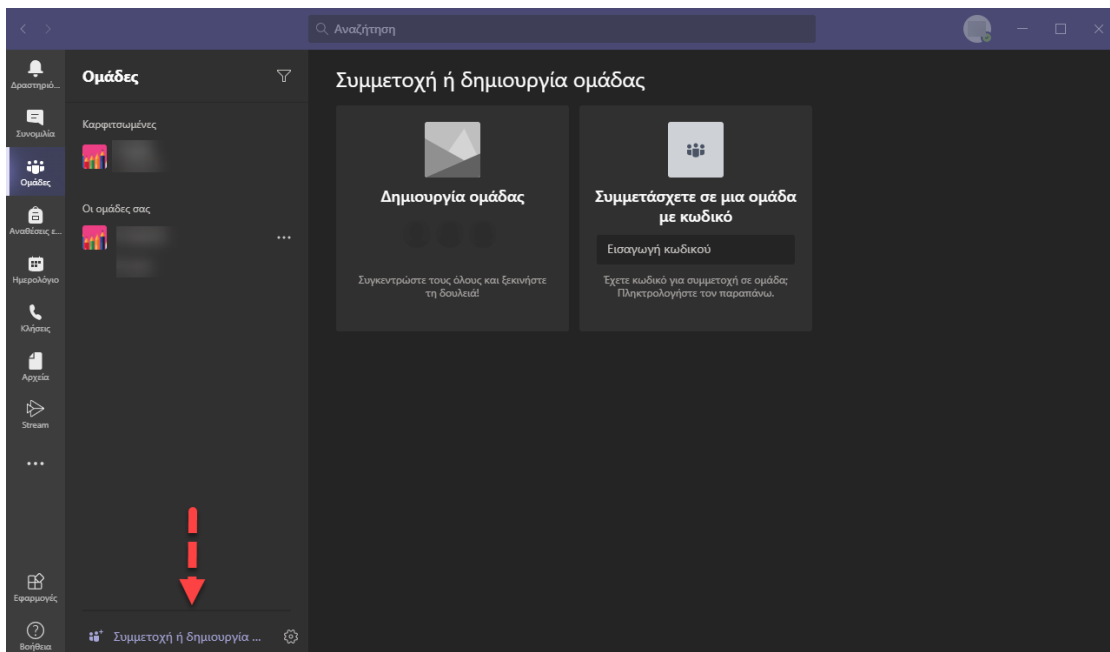 Αναζήτηση
Δραστηριό...
Συνομιλία
Ομάδες
Αναθέσεις ε...
Ημερολόγιο
Κλήσεις
Αρχεία
Stream
Εφαρμογές
Βοήθεια
Ομάδες
Καρφιτσωμένες
Οι ομάδες σας
Συμμετοχή ή δημιουργία ...
Συμμετοχή ή δημιουργία ομάδας
Δημιουργία ομάδας
Συγκεντρώστε τους όλους και ξεκινήστε
τη δουλειά!
Συμμετάσχετε σε μια ομάδα
με κωδικό
Εισαγωγή κωδικού
Έχετε κωδικό για συμμετοχή σε ομάδα;
Πληκτρολογήστε τον παραπάνω.